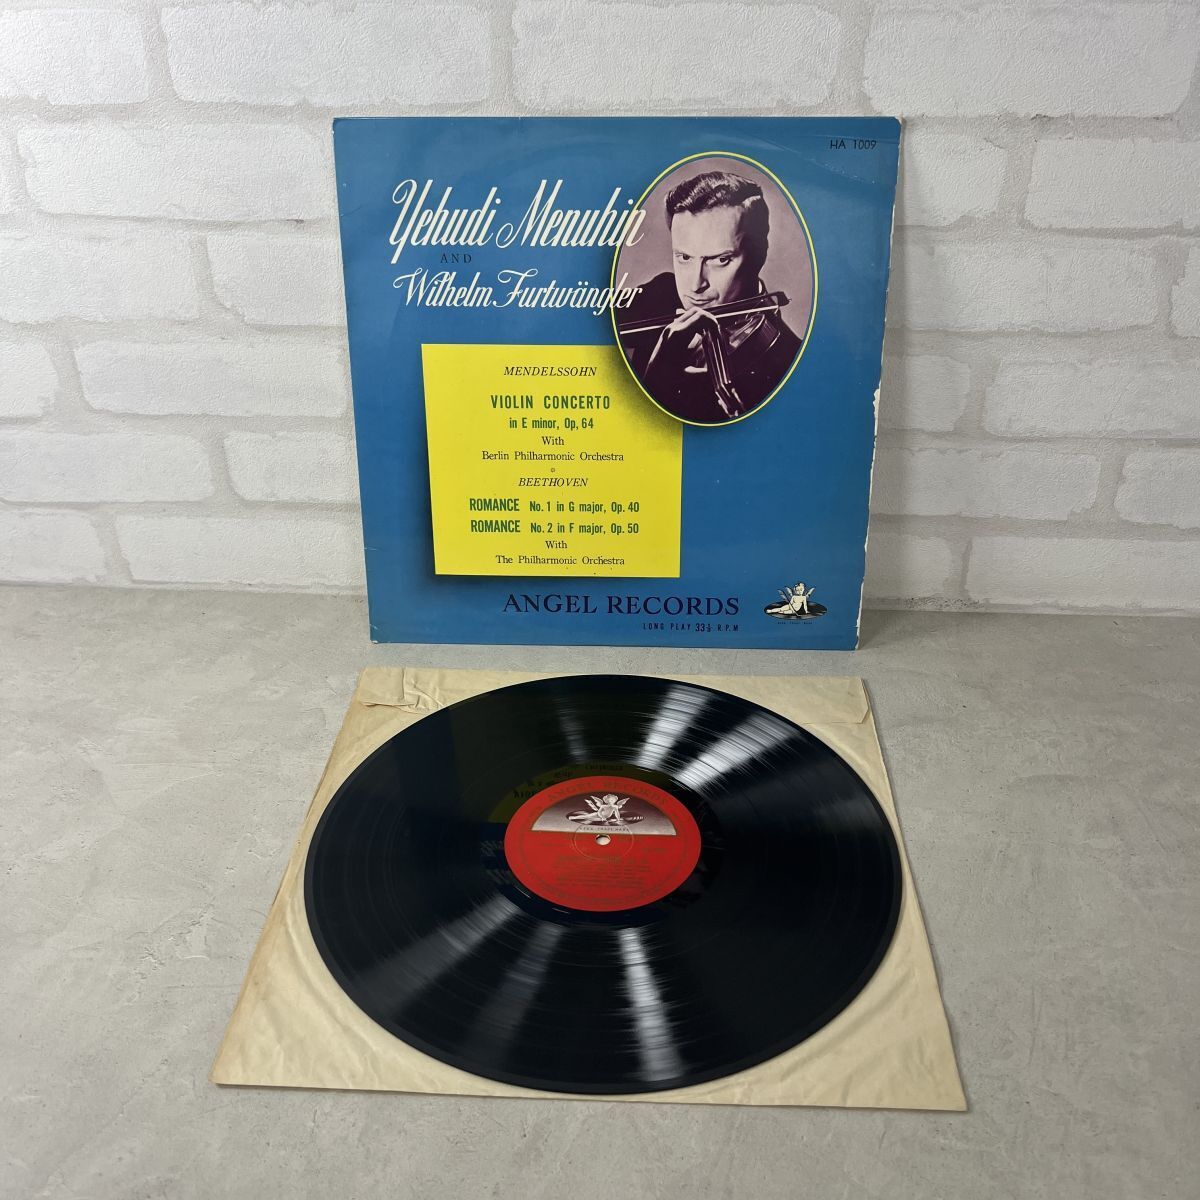 HA 1009
Yehudi Menuhin
AND
Wilhelm Furtwängler
MENDELSSOHN
VIOLIN CONCERTO
in E minor, Op, 64
With
Berlin Philharmonic Orchestra
BEETHOVEN
ROMANCE No. 1 in G major, Op. 40
ROMANCE No. 2 in F major, Op. 50
With
The Philharmonic Orchestra
ANGEL RECORDS
LONG PLAY 33⅓ R.P.M
ANGEL RECORDS